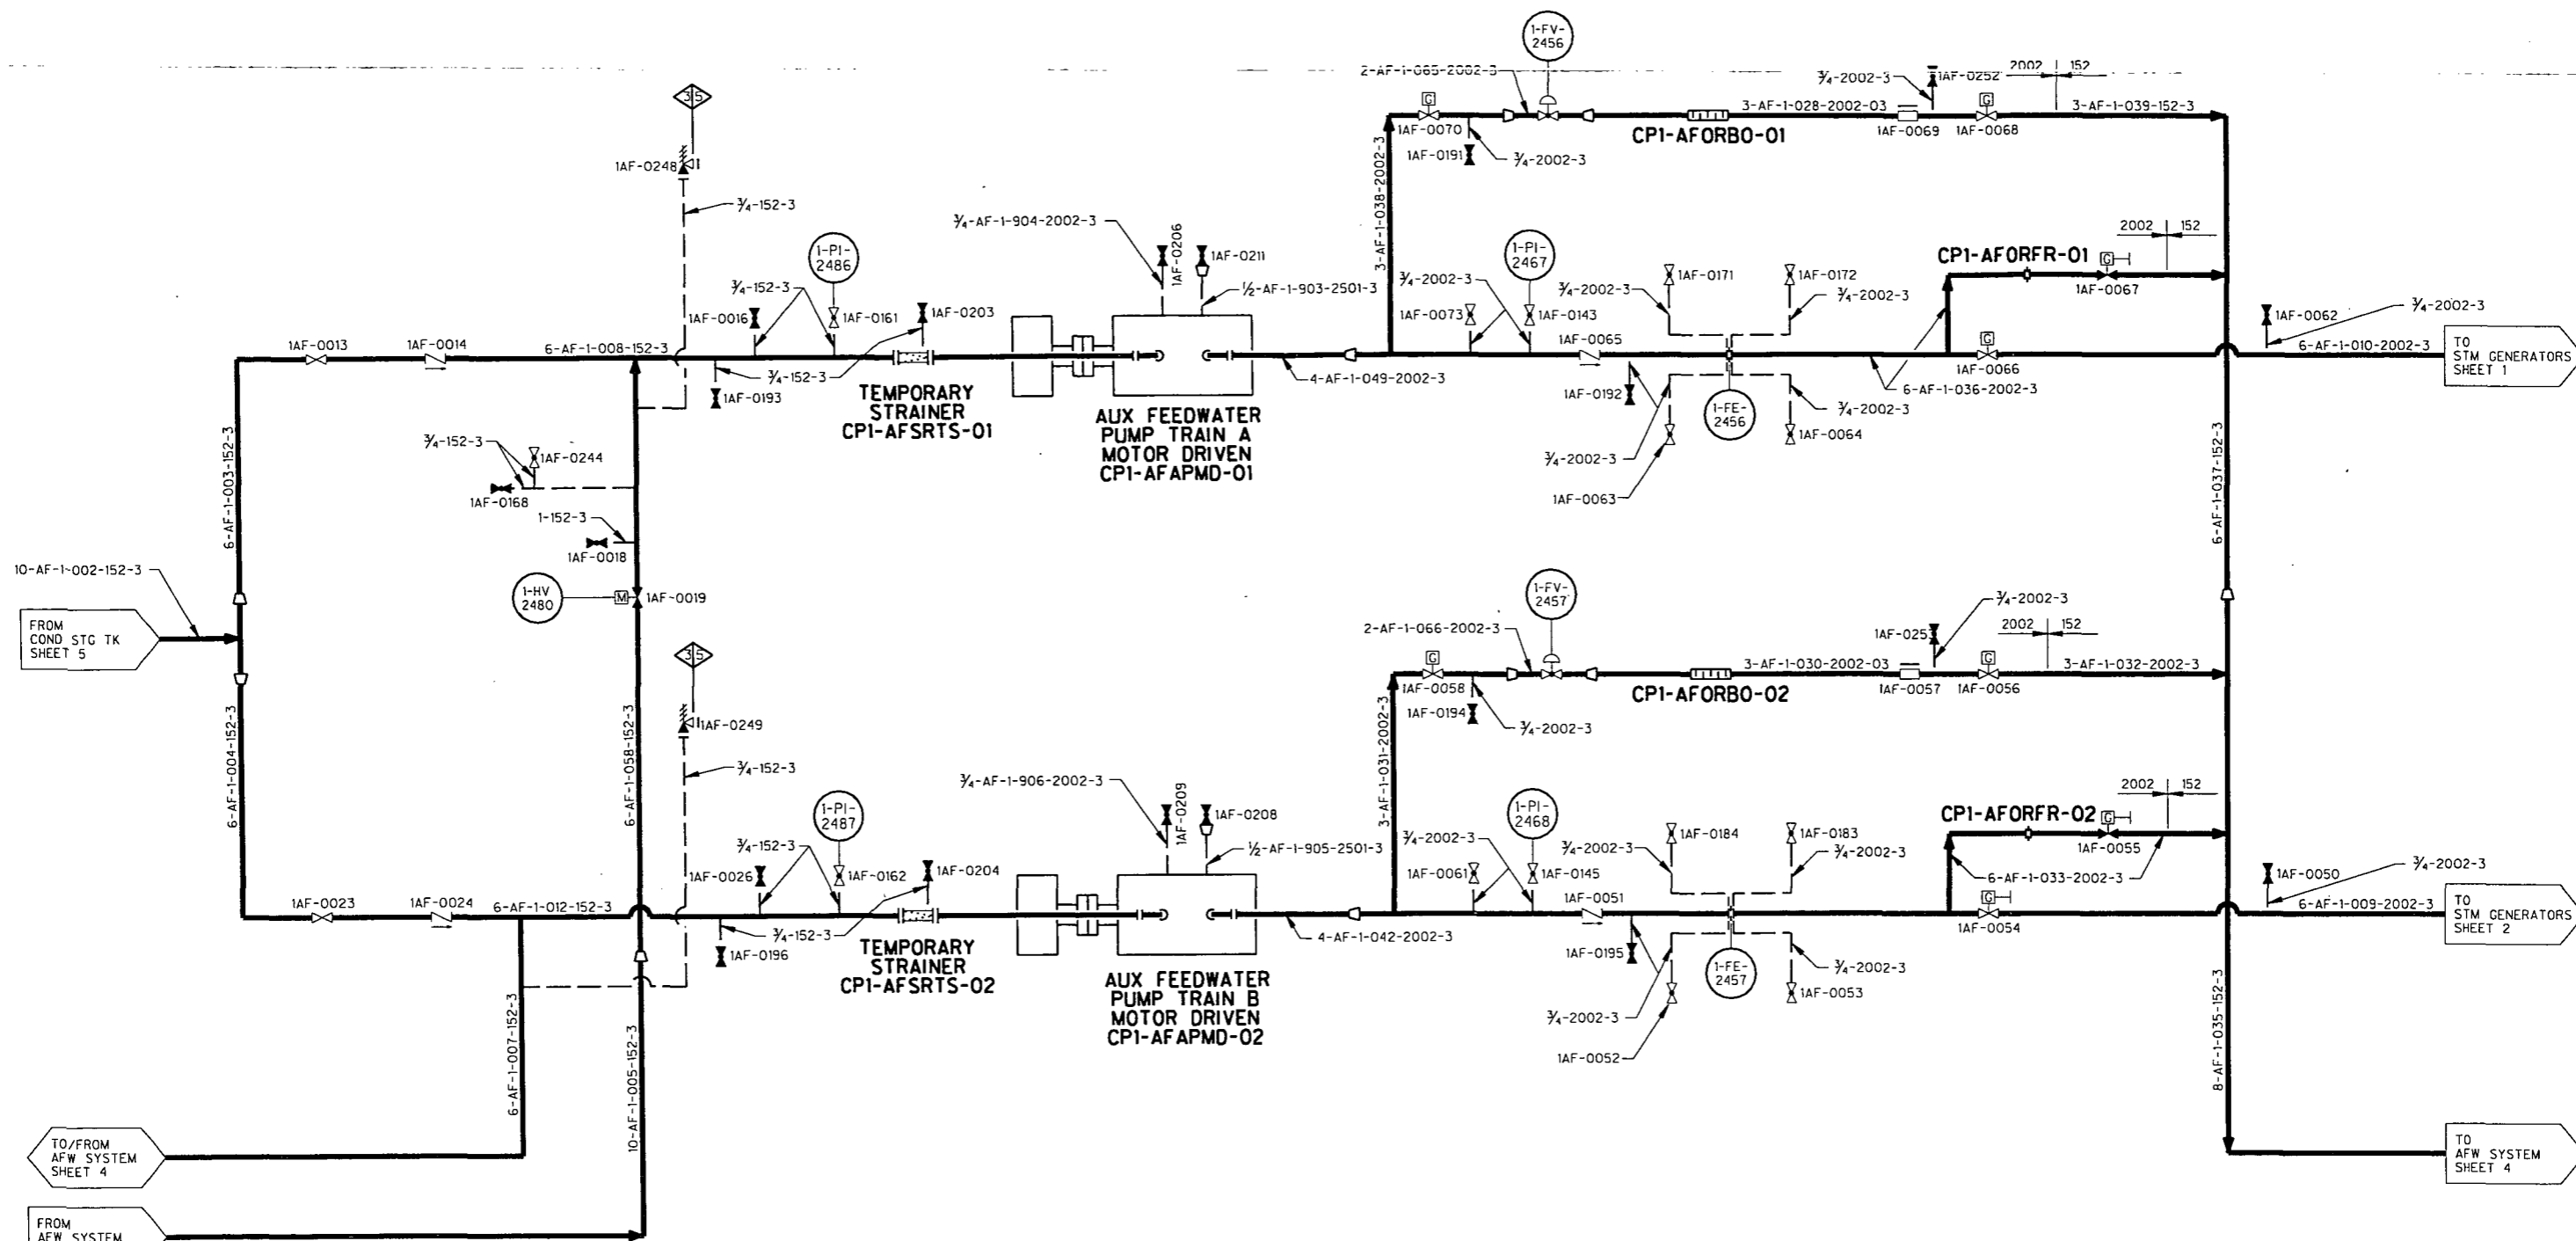 1-FV-
2456
2-AF-1-065-2002-3
3/4-2002-3
1AF-0252
2002
152
3
5
G
G
3-AF-1-028-2002-03
3-AF-1-039-152-3
1AF-0070
CP1-AFORBO-01
1AF-0069
1AF-0068
1AF-0191
3/4-2002-3
1AF-0248
3/4-152-3
3/4-AF-1-904-2002-3
1AF-0206
1AF-0211
3-AF-1-038-2002-3
1-PI-
2486
1-PI-
2467
3/4-2002-3
1AF-0171
1AF-0172
2002
152
CP1-AFORFR-01
G
1AF-0067
3/4-152-3
1/2-AF-1-903-2501-3
3/4-2002-3
3/4-2002-3
1AF-0016
1AF-0161
1AF-0203
1AF-0073
1AF-0143
1AF-0062
3/4-2002-3
1AF-0013
1AF-0014
6-AF-1-008-152-3
1AF-0065
G
6-AF-1-010-2002-3
TO
STM GENERATORS
SHEET 1
3/4-152-3
1AF-0193
4-AF-1-049-2002-3
1AF-0192
1AF-0066
6-AF-1-036-2002-3
TEMPORARY
STRAINER
CP1-AFSRTS-01
AUX FEEDWATER
PUMP TRAIN A
MOTOR DRIVEN
CP1-AFAPMD-01
1-FE-
2456
3/4-2002-3
1AF-0064
3/4-2002-3
1AF-0063
6-AF-1-003-152-3
3/4-152-3
1AF-0244
1AF-0168
1-152-3
1AF-0018
6-AF-1-037-152-3
10-AF-1-002-152-3
1-HV
2480
M
1AF-0019
FROM
COND STG TK
SHEET 5
1-FV-
2457
2-AF-1-066-2002-3
3/4-2002-3
1AF-0253
2002
152
3
5
G
G
3-AF-1-030-2002-03
3-AF-1-032-2002-3
1AF-0058
CP1-AFORBO-02
1AF-0057
1AF-0056
1AF-0194
3/4-2002-3
6-AF-1-004-152-3
6-AF-1-058-152-3
1AF-0249
3/4-152-3
3/4-AF-1-906-2002-3
1AF-0209
1AF-0208
3-AF-1-031-2002-3
1-PI-
2487
1-PI-
2468
3/4-2002-3
1AF-0184
1AF-0183
2002
152
CP1-AFORFR-02
G
1AF-0055
3/4-152-3
1/2-AF-1-905-2501-3
3/4-2002-3
3/4-2002-3
1AF-0026
1AF-0162
1AF-0204
1AF-0061
1AF-0145
6-AF-1-033-2002-3
1AF-0050
3/4-2002-3
1AF-0023
1AF-0024
6-AF-1-012-152-3
1AF-0051
G
6-AF-1-009-2002-3
TO
STM GENERATORS
SHEET 2
3/4-152-3
1AF-0196
4-AF-1-042-2002-3
1AF-0195
1AF-0054
TEMPORARY
STRAINER
CP1-AFSRTS-02
AUX FEEDWATER
PUMP TRAIN B
MOTOR DRIVEN
CP1-AFAPMD-02
1-FE-
2457
3/4-2002-3
1AF-0053
3/4-2002-3
1AF-0052
6-AF-1-007-152-3
10-AF-1-005-152-3
8-AF-1-035-152-3
TO/FROM
AFW SYSTEM
SHEET 4
TO
AFW SYSTEM
SHEET 4
FROM
AFW SYSTEM